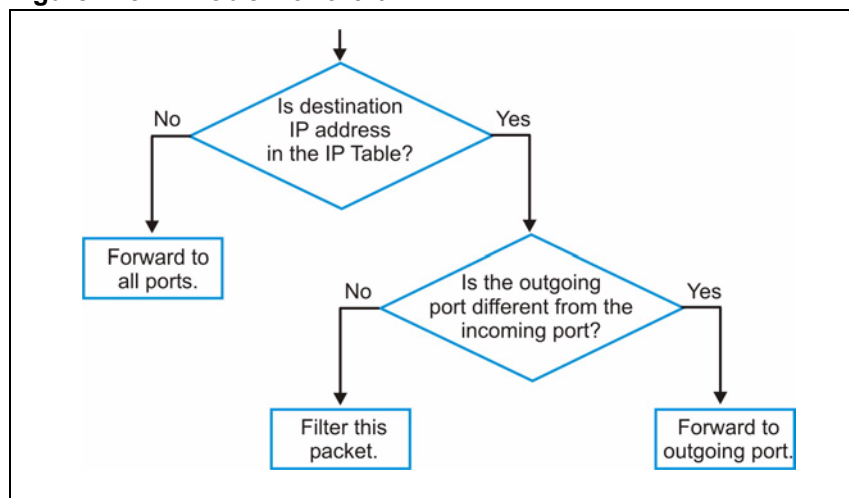 No
Is destination
IP address
in the IP Table?
Yes
Forward to
all ports.
No
Is the outgoing
port different from the
incoming port?
Yes
Filter this
packet.
Forward to
outgoing port.